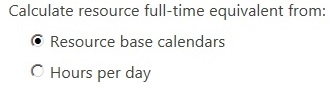 Calculate resource full-time equivalent from:
Resource base calendars
Hours per day